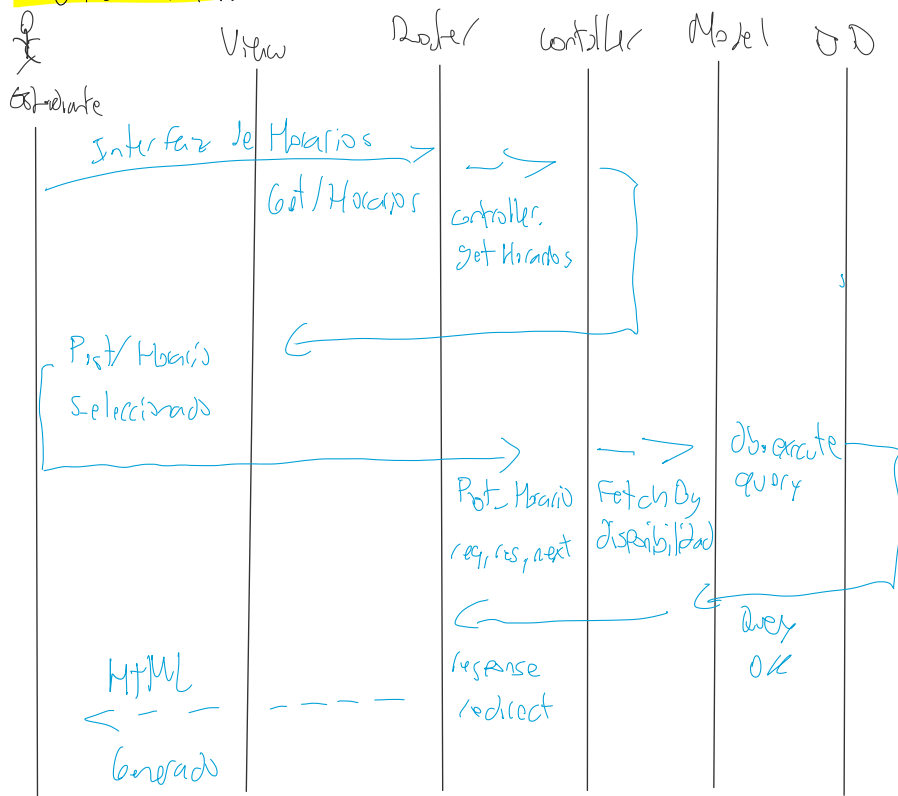 View Router Controller Model DB
Estudiante
Interfaz de Horarios
Get/Horarios
controller.
getHorarios
Post/Horario
Seleccionado
db.execute
query
Post_Horario
req,res,next
FetchBy
disponibilidad
Query
OK
response
redirect
HTML
Generado